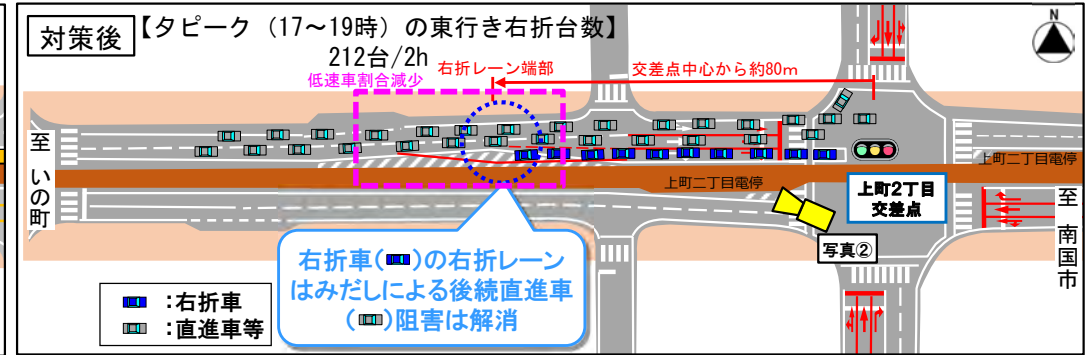 対策後
【タピーク（17～19時）の東行き右折台数】
212台/2h
低速車割合減少
右折レーン端部
交差点中心から約80m
N
至 いの町
上町二丁目電停
上町二丁目電停
上町2丁目
交差点
至 南国市
写真②
右折車( )の右折レーン
はみだしによる後続直進車
( )阻害は解消
:右折車
:直進車等